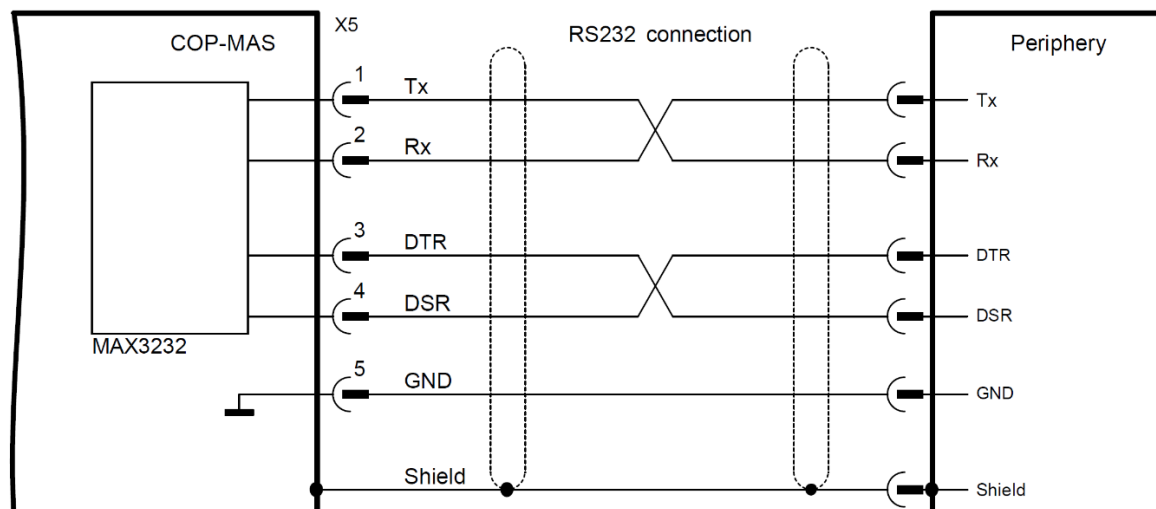 X5
RS232 connection
COP-MAS
Periphery
1
Tx
Tx
2
Rx
Rx
3
DTR
DTR
4
DSR
DSR
MAX3232
5
GND
GND
Shield
Shield